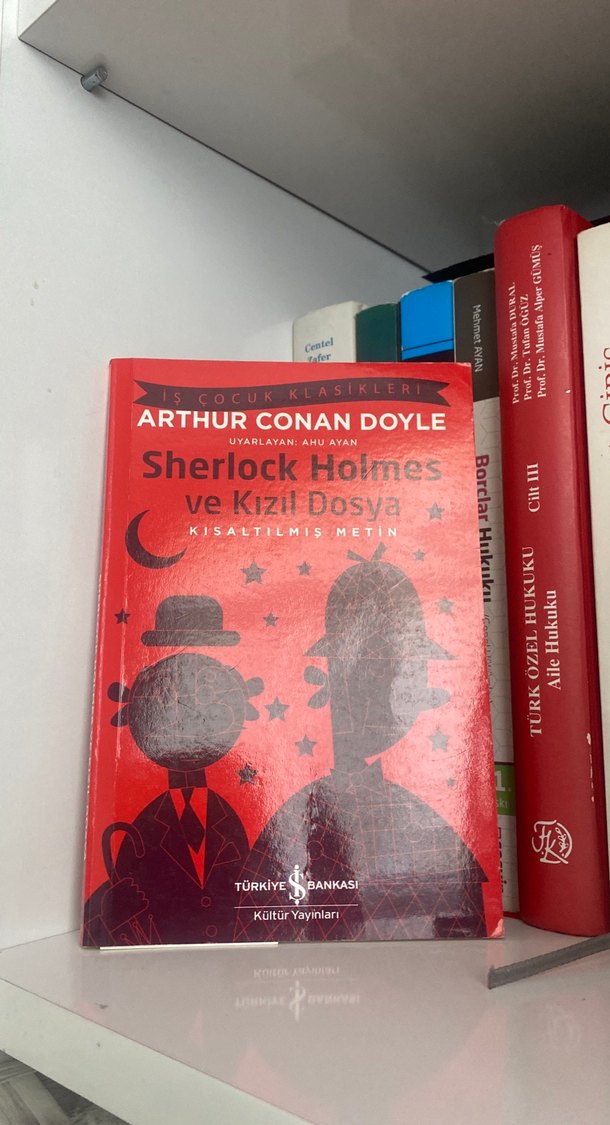 İŞ ÇOCUK KLASİKLERİ
ARTHUR CONAN DOYLE
UYARLAYAN: AHU AYAN
Sherlock Holmes
ve Kızıl Dosya
KISALTILMIŞ METİN
TÜRKİYE İŞ BANKASI
Kültür Yayınları
Centel
Zafer
Mehmet AYAN
Borçlar Hukuku
Prof. Dr. Mustafa DURAL
Prof. Dr. Tufan ÖĞÜZ
Prof. Dr. Mustafa Alper GÜMÜŞ
TÜRK ÖZEL HUKUKU Cilt III
Aile Hukuku